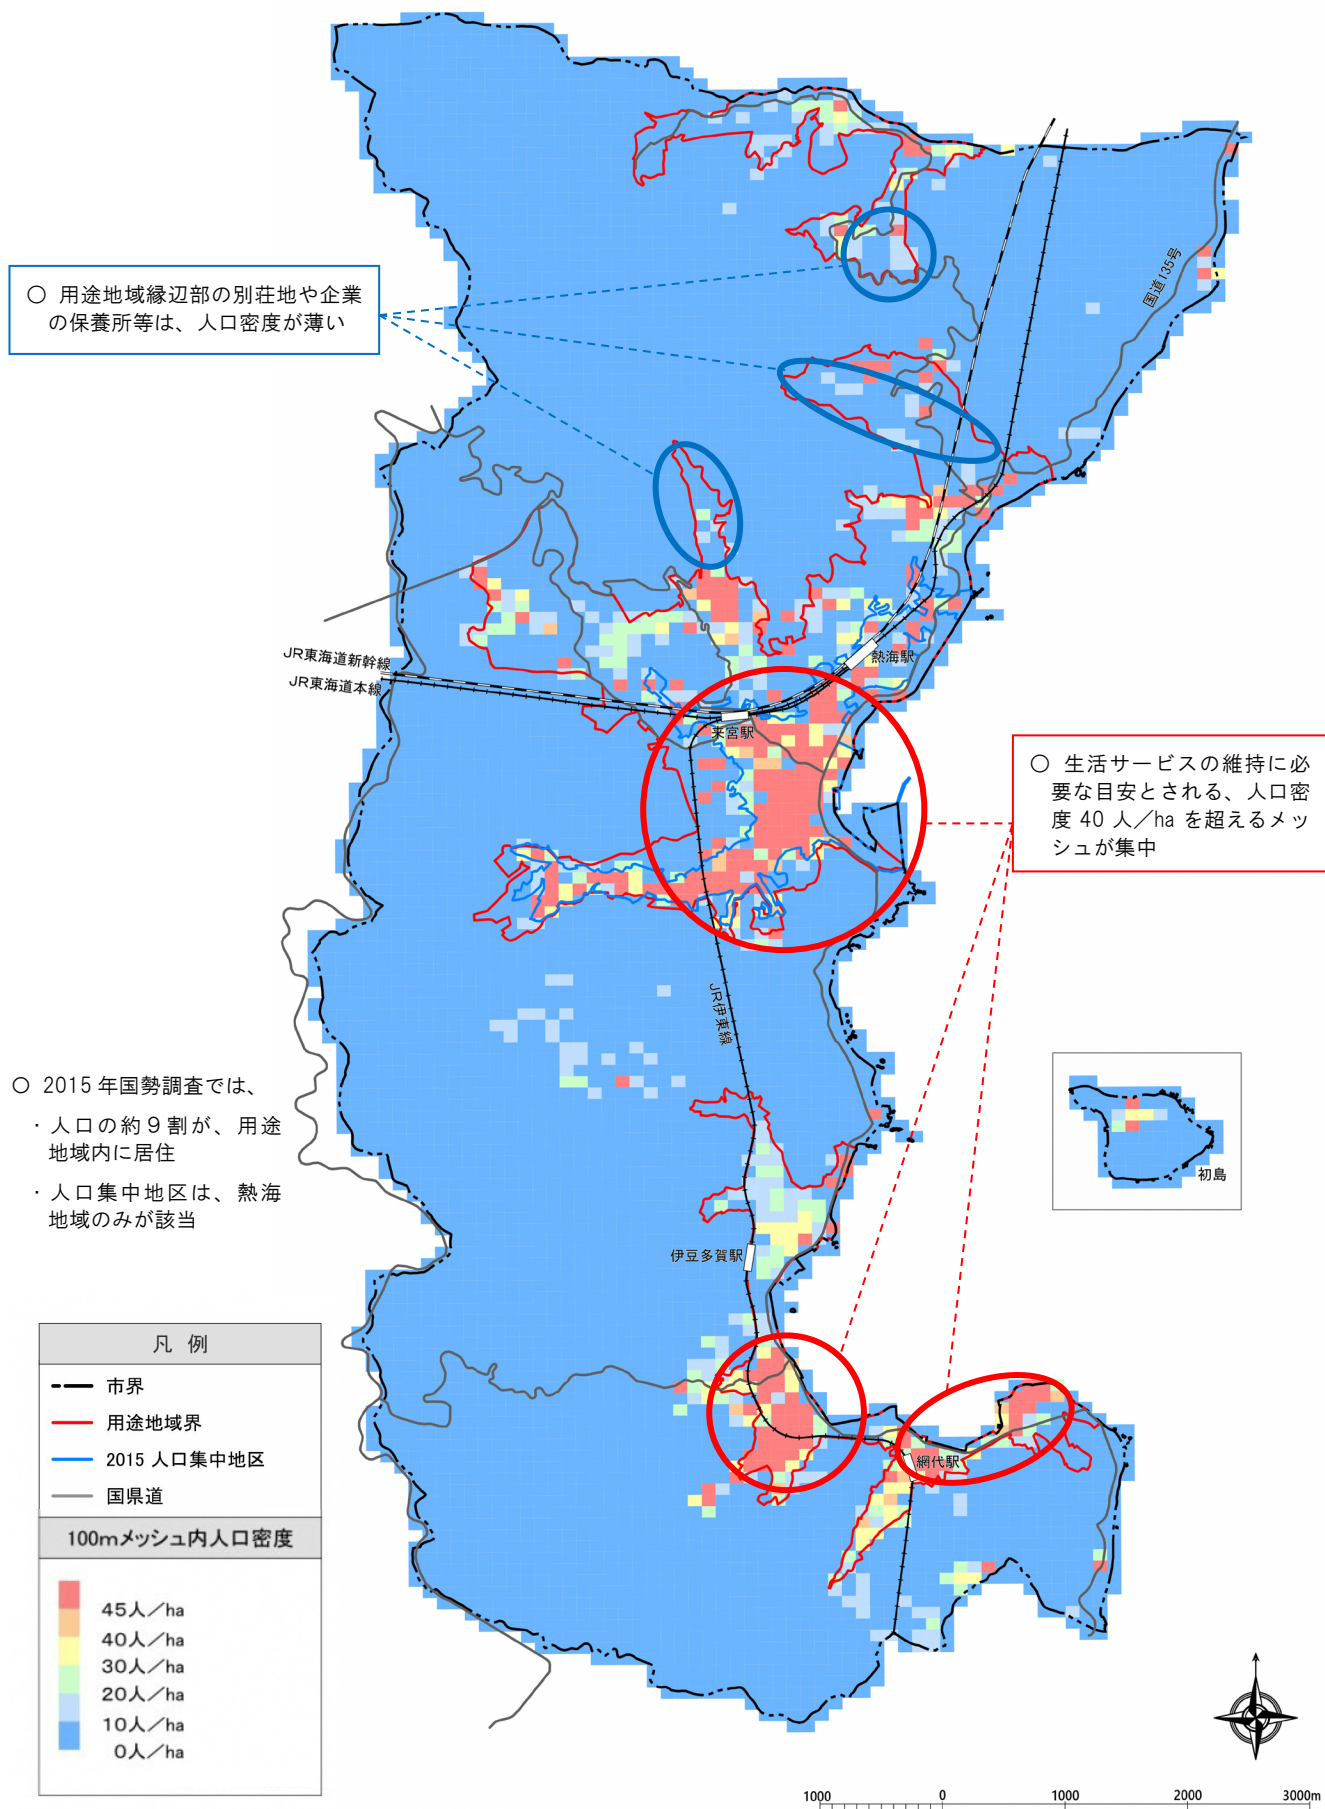 国道135号
○ 用途地域縁辺部の別荘地や企業
の保養所等は、人口密度が薄い
JR東海道新幹線
JR東海道本線
熱海駅
来宮駅
○ 生活サービスの維持に必
要な目安とされる、人口密
度 40 人／ha を超えるメッ
シュが集中
JR伊東線
○ 2015 年国勢調査では、
・人口の約９割が、用途
地域内に居住
・人口集中地区は、熱海
地域のみが該当
初島
伊豆多賀駅
網代駅
凡 例
市界
用途地域界
2015 人口集中地区
国県道
100mメッシュ内人口密度
45人／ha
40人／ha
30人／ha
20人／ha
10人／ha
0人／ha
1000 0 1000 2000 3000m